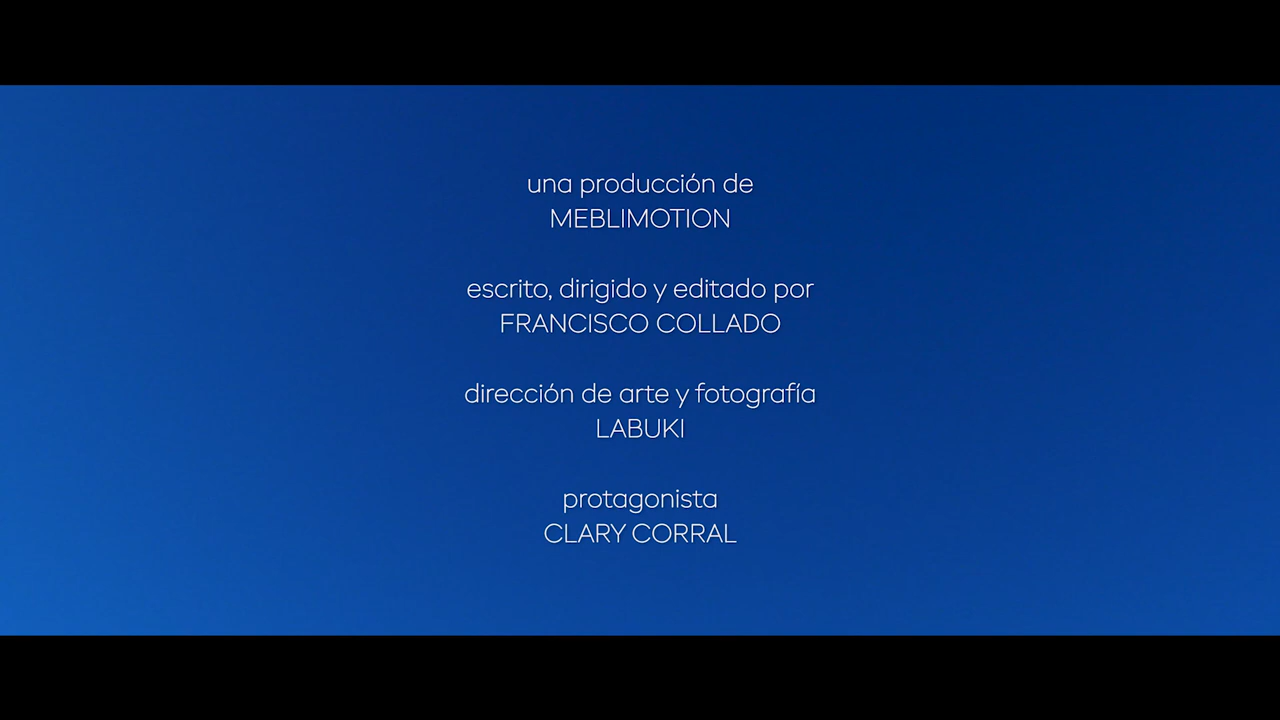 una producción de
MEBLIMOTION
escrito, dirigido y editado por
FRANCISCO COLLADO
dirección de arte y fotografía
LABUKI
protagonista
CLARY CORRAL